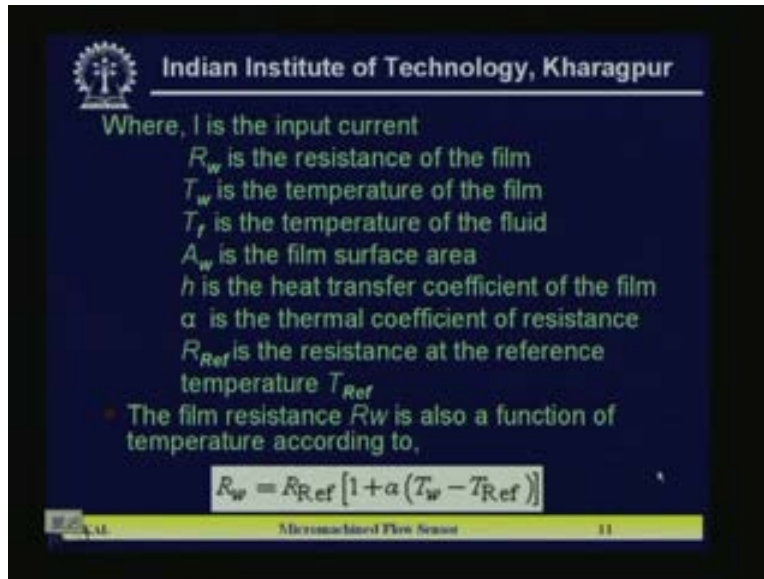 Indian Institute of Technology, Kharagpur
Where, I is the input current
R_w is the resistance of the film
T_w is the temperature of the film
T_f is the temperature of the fluid
A_w is the film surface area
h is the heat transfer coefficient of the film
α is the thermal coefficient of resistance
R_Ref is the resistance at the reference
temperature T_Ref
The film resistance Rw is also a function of
temperature according to,
R_w = R_Ref [1+α (T_w − T_Ref)]
KAL Micromachined Flow Sensor 11